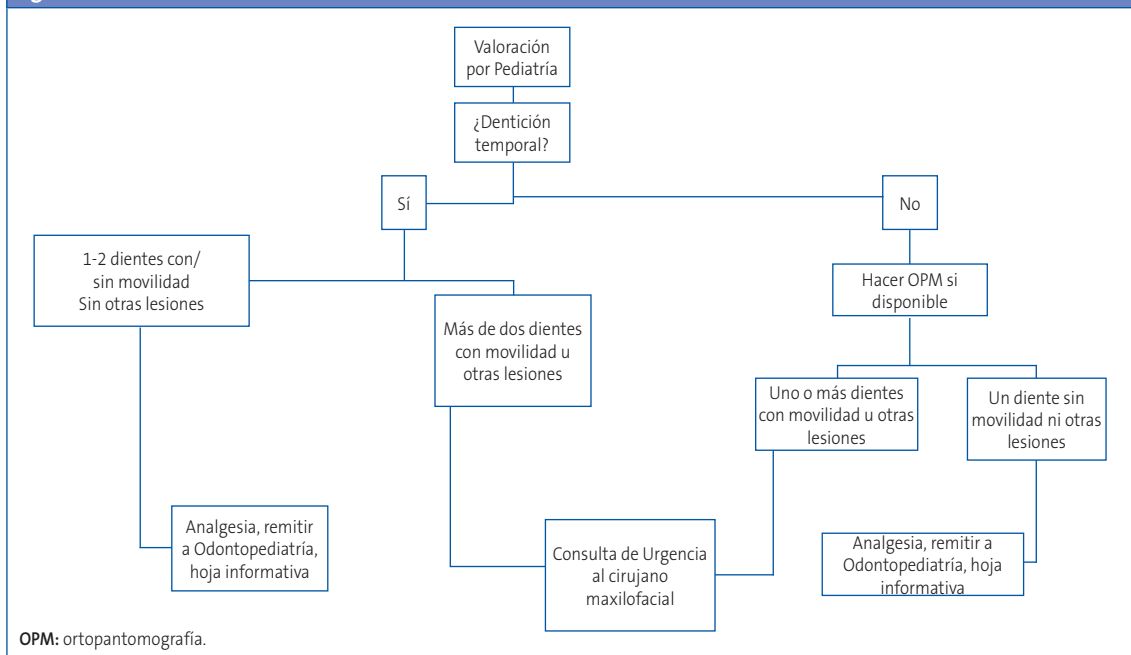 Valoración
por Pediatría
¿Dentición
temporal?
Sí
No
1-2 dientes con/
sin movilidad
Sin otras lesiones
Hacer OPM si
disponible
Más de dos dientes
con movilidad u
otras lesiones
Uno o más dientes
con movilidad u otras
lesiones
Un diente sin
movilidad ni otras
lesiones
Analgesia, remitir
a Odontopediatría,
hoja informativa
Consulta de Urgencia
al cirujano
maxilofacial
Analgesia, remitir a
Odontopediatría, hoja
informativa
OPM: ortopantomografía.